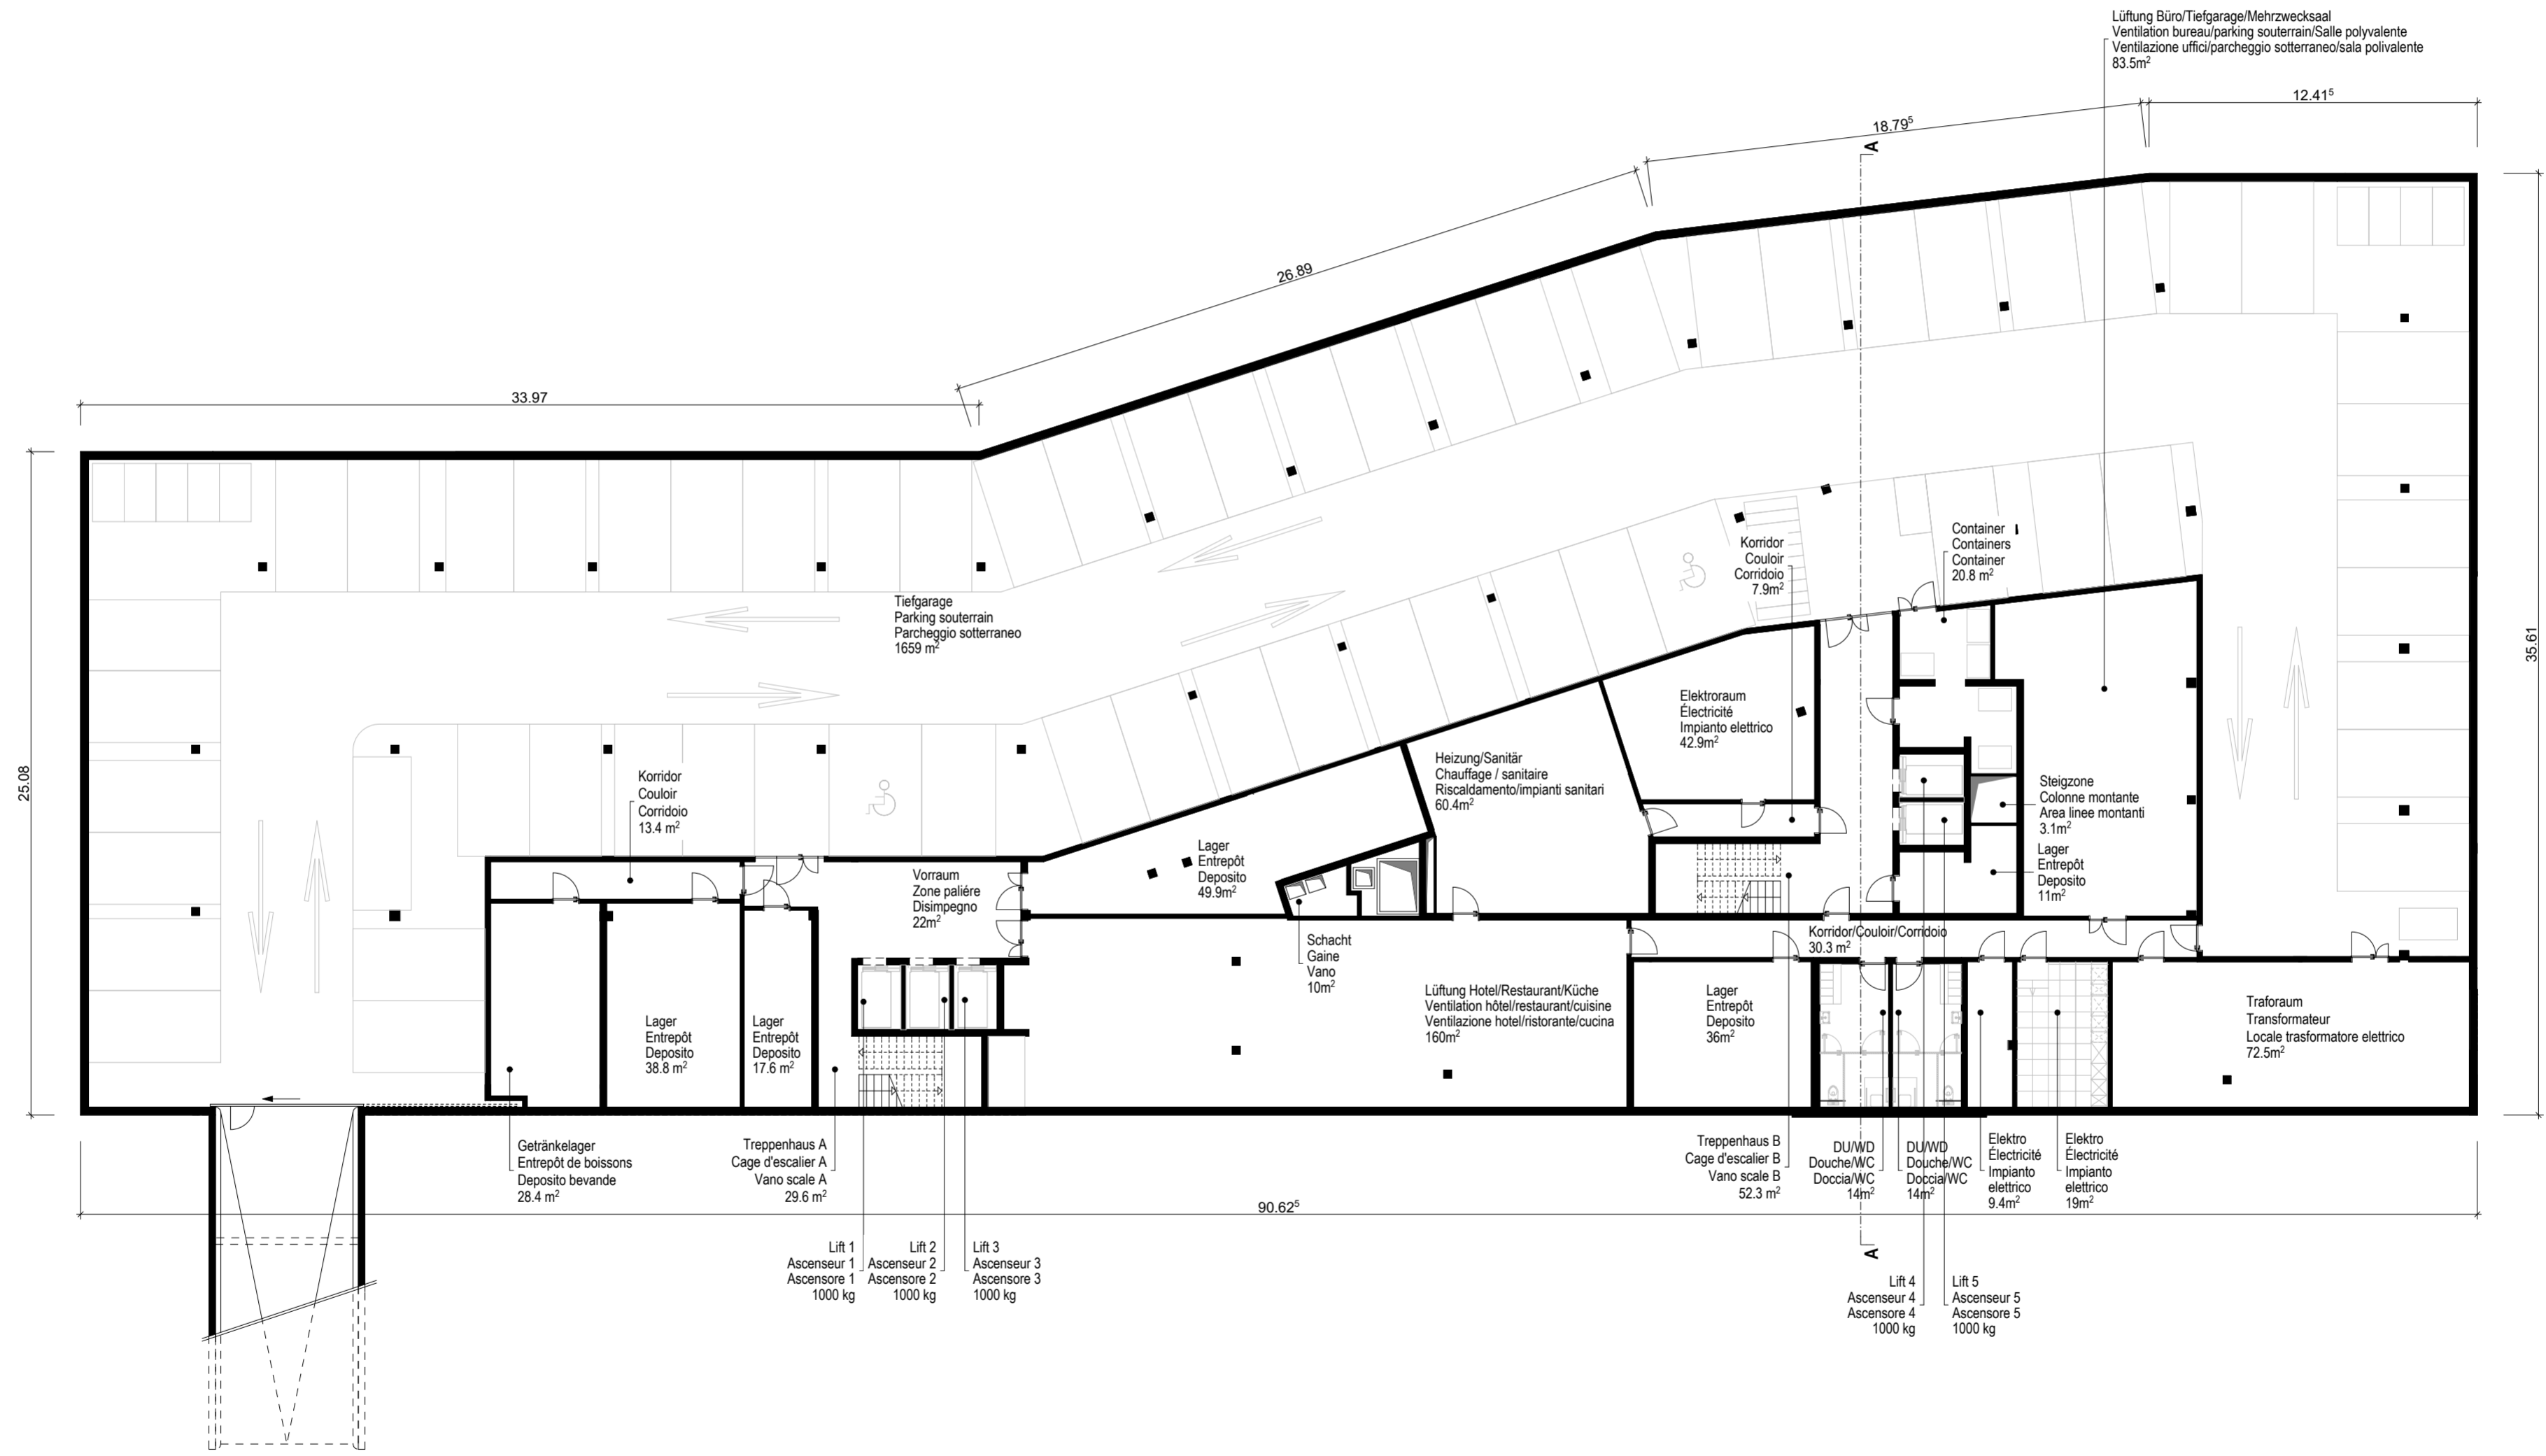 Lüftung Büro/Tiefgarage/Mehrzwecksaal
Ventilation bureau/parking souterrain/Salle polyvalente
Ventilazione uffici/parcheggio sotterraneo/sala polivalente
83.5m²
12.41⁵
18.79⁵
A
26.89
33.97
25.08
35.61
Tiefgarage
Parking souterrain
Parcheggio sotterraneo
1659 m²
Korridor
Couloir
Corridoio
7.9m²
Container
Containers
Container
20.8 m²
Elektroraum
Électricité
Impianto elettrico
42.9m²
Heizung/Sanitär
Chauffage / sanitaire
Riscaldamento/impianti sanitari
60.4m²
Korridor
Couloir
Corridoio
13.4 m²
Steigzone
Colonne montante
Area linee montanti
3.1m²
Lager
Entrepôt
Deposito
11m²
Lager
Entrepôt
Deposito
49.9m²
Vorraum
Zone paliére
Disimpegno
22m²
Schacht
Gaine
Vano
10m²
Korridor/Couloir/Corridoio
30.3 m²
Lüftung Hotel/Restaurant/Küche
Ventilation hôtel/restaurant/cuisine
Ventilazione hotel/ristorante/cucina
160m²
Lager
Entrepôt
Deposito
36m²
Traforaum
Transformateur
Locale trasformatore elettrico
72.5m²
Lager
Entrepôt
Deposito
38.8 m²
Lager
Entrepôt
Deposito
17.6 m²
Getränkelager
Entrepôt de boissons
Deposito bevande
28.4 m²
Treppenhaus A
Cage d'escalier A
Vano scale A
29.6 m²
Treppenhaus B
Cage d'escalier B
Vano scale B
52.3 m²
DU/WD
Douche/WC
Doccia/WC
14m²
DU/WD
Douche/WC
Doccia/WC
14m²
Elektro
Électricité
Impianto
elettrico
9.4m²
Elektro
Électricité
Impianto
elettrico
19m²
90.62⁵
A
Lift 1
Ascenseur 1
Ascensore 1
1000 kg
Lift 2
Ascenseur 2
Ascensore 2
1000 kg
Lift 3
Ascenseur 3
Ascensore 3
1000 kg
Lift 4
Ascenseur 4
Ascensore 4
1000 kg
Lift 5
Ascenseur 5
Ascensore 5
1000 kg